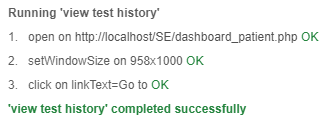 Running 'view test history'
1. open on http://localhost/SE/dashboard_patient.php OK
2. setWindowSize on 958x1000 OK
3. click on linkText=Go to OK
'view test history' completed successfully